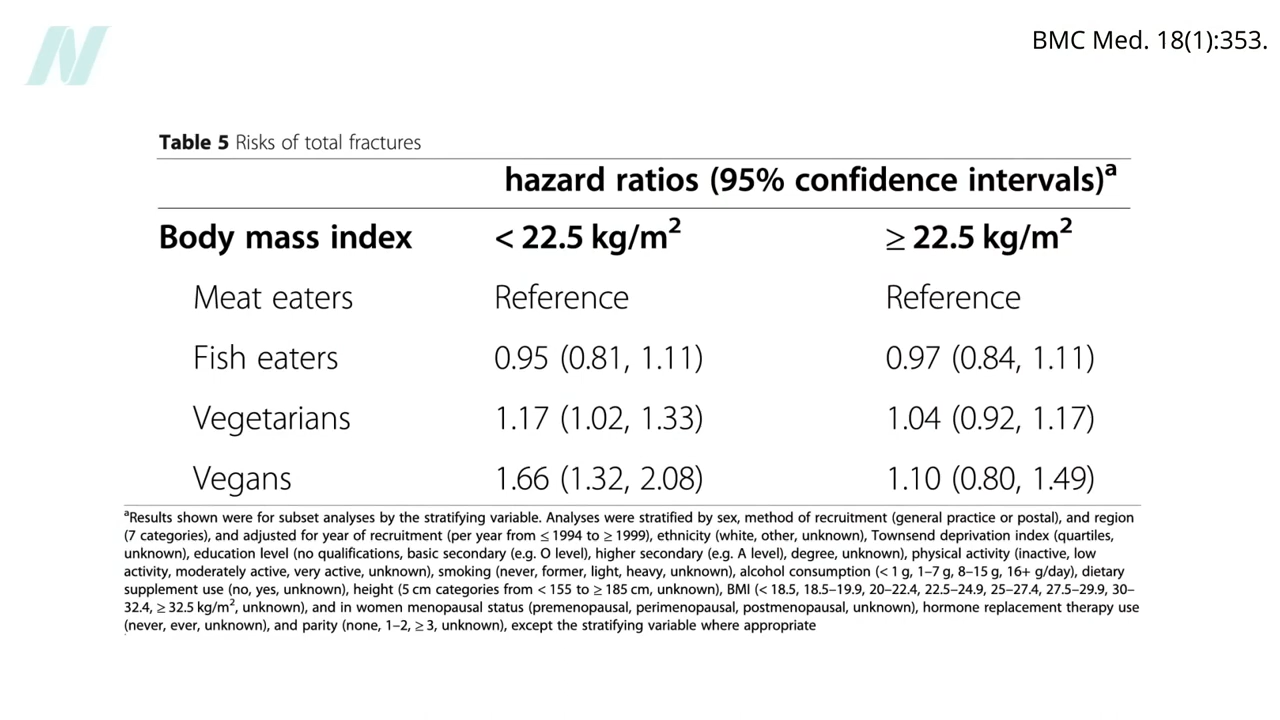 BMC Med. 18(1):353.
Table 5 Risks of total fractures
hazard ratios (95% confidence intervals)ᵃ
Body mass index < 22.5 kg/m² ≥ 22.5 kg/m²
Meat eaters Reference Reference
Fish eaters 0.95 (0.81, 1.11) 0.97 (0.84, 1.11)
Vegetarians 1.17 (1.02, 1.33) 1.04 (0.92, 1.17)
Vegans 1.66 (1.32, 2.08) 1.10 (0.80, 1.49)
ᵃResults shown were for subset analyses by the stratifying variable. Analyses were stratified by sex, method of recruitment (general practice or postal), and region
(7 categories), and adjusted for year of recruitment (per year from ≤ 1994 to ≥ 1999), ethnicity (white, other, unknown), Townsend deprivation index (quartiles,
unknown), education level (no qualifications, basic secondary (e.g. O level), higher secondary (e.g. A level), degree, unknown), physical activity (inactive, low
activity, moderately active, very active, unknown), smoking (never, former, light, heavy, unknown), alcohol consumption (< 1 g, 1–7 g, 8–15 g, 16+ g/day), dietary
supplement use (no, yes, unknown), height (5 cm categories from < 155 to ≥ 185 cm, unknown), BMI (< 18.5, 18.5–19.9, 20–22.4, 22.5–24.9, 25–27.4, 27.5–29.9, 30–
32.4, ≥ 32.5 kg/m², unknown), and in women menopausal status (premenopausal, perimenopausal, postmenopausal, unknown), hormone replacement therapy use
(never, ever, unknown), and parity (none, 1–2, ≥ 3, unknown), except the stratifying variable where appropriate